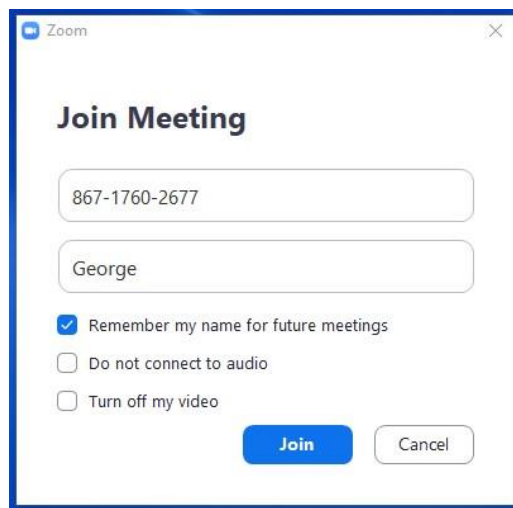 Zoom
Join Meeting
867-1760-2677
George
Remember my name for future meetings
Do not connect to audio
Turn off my video
Join Cancel